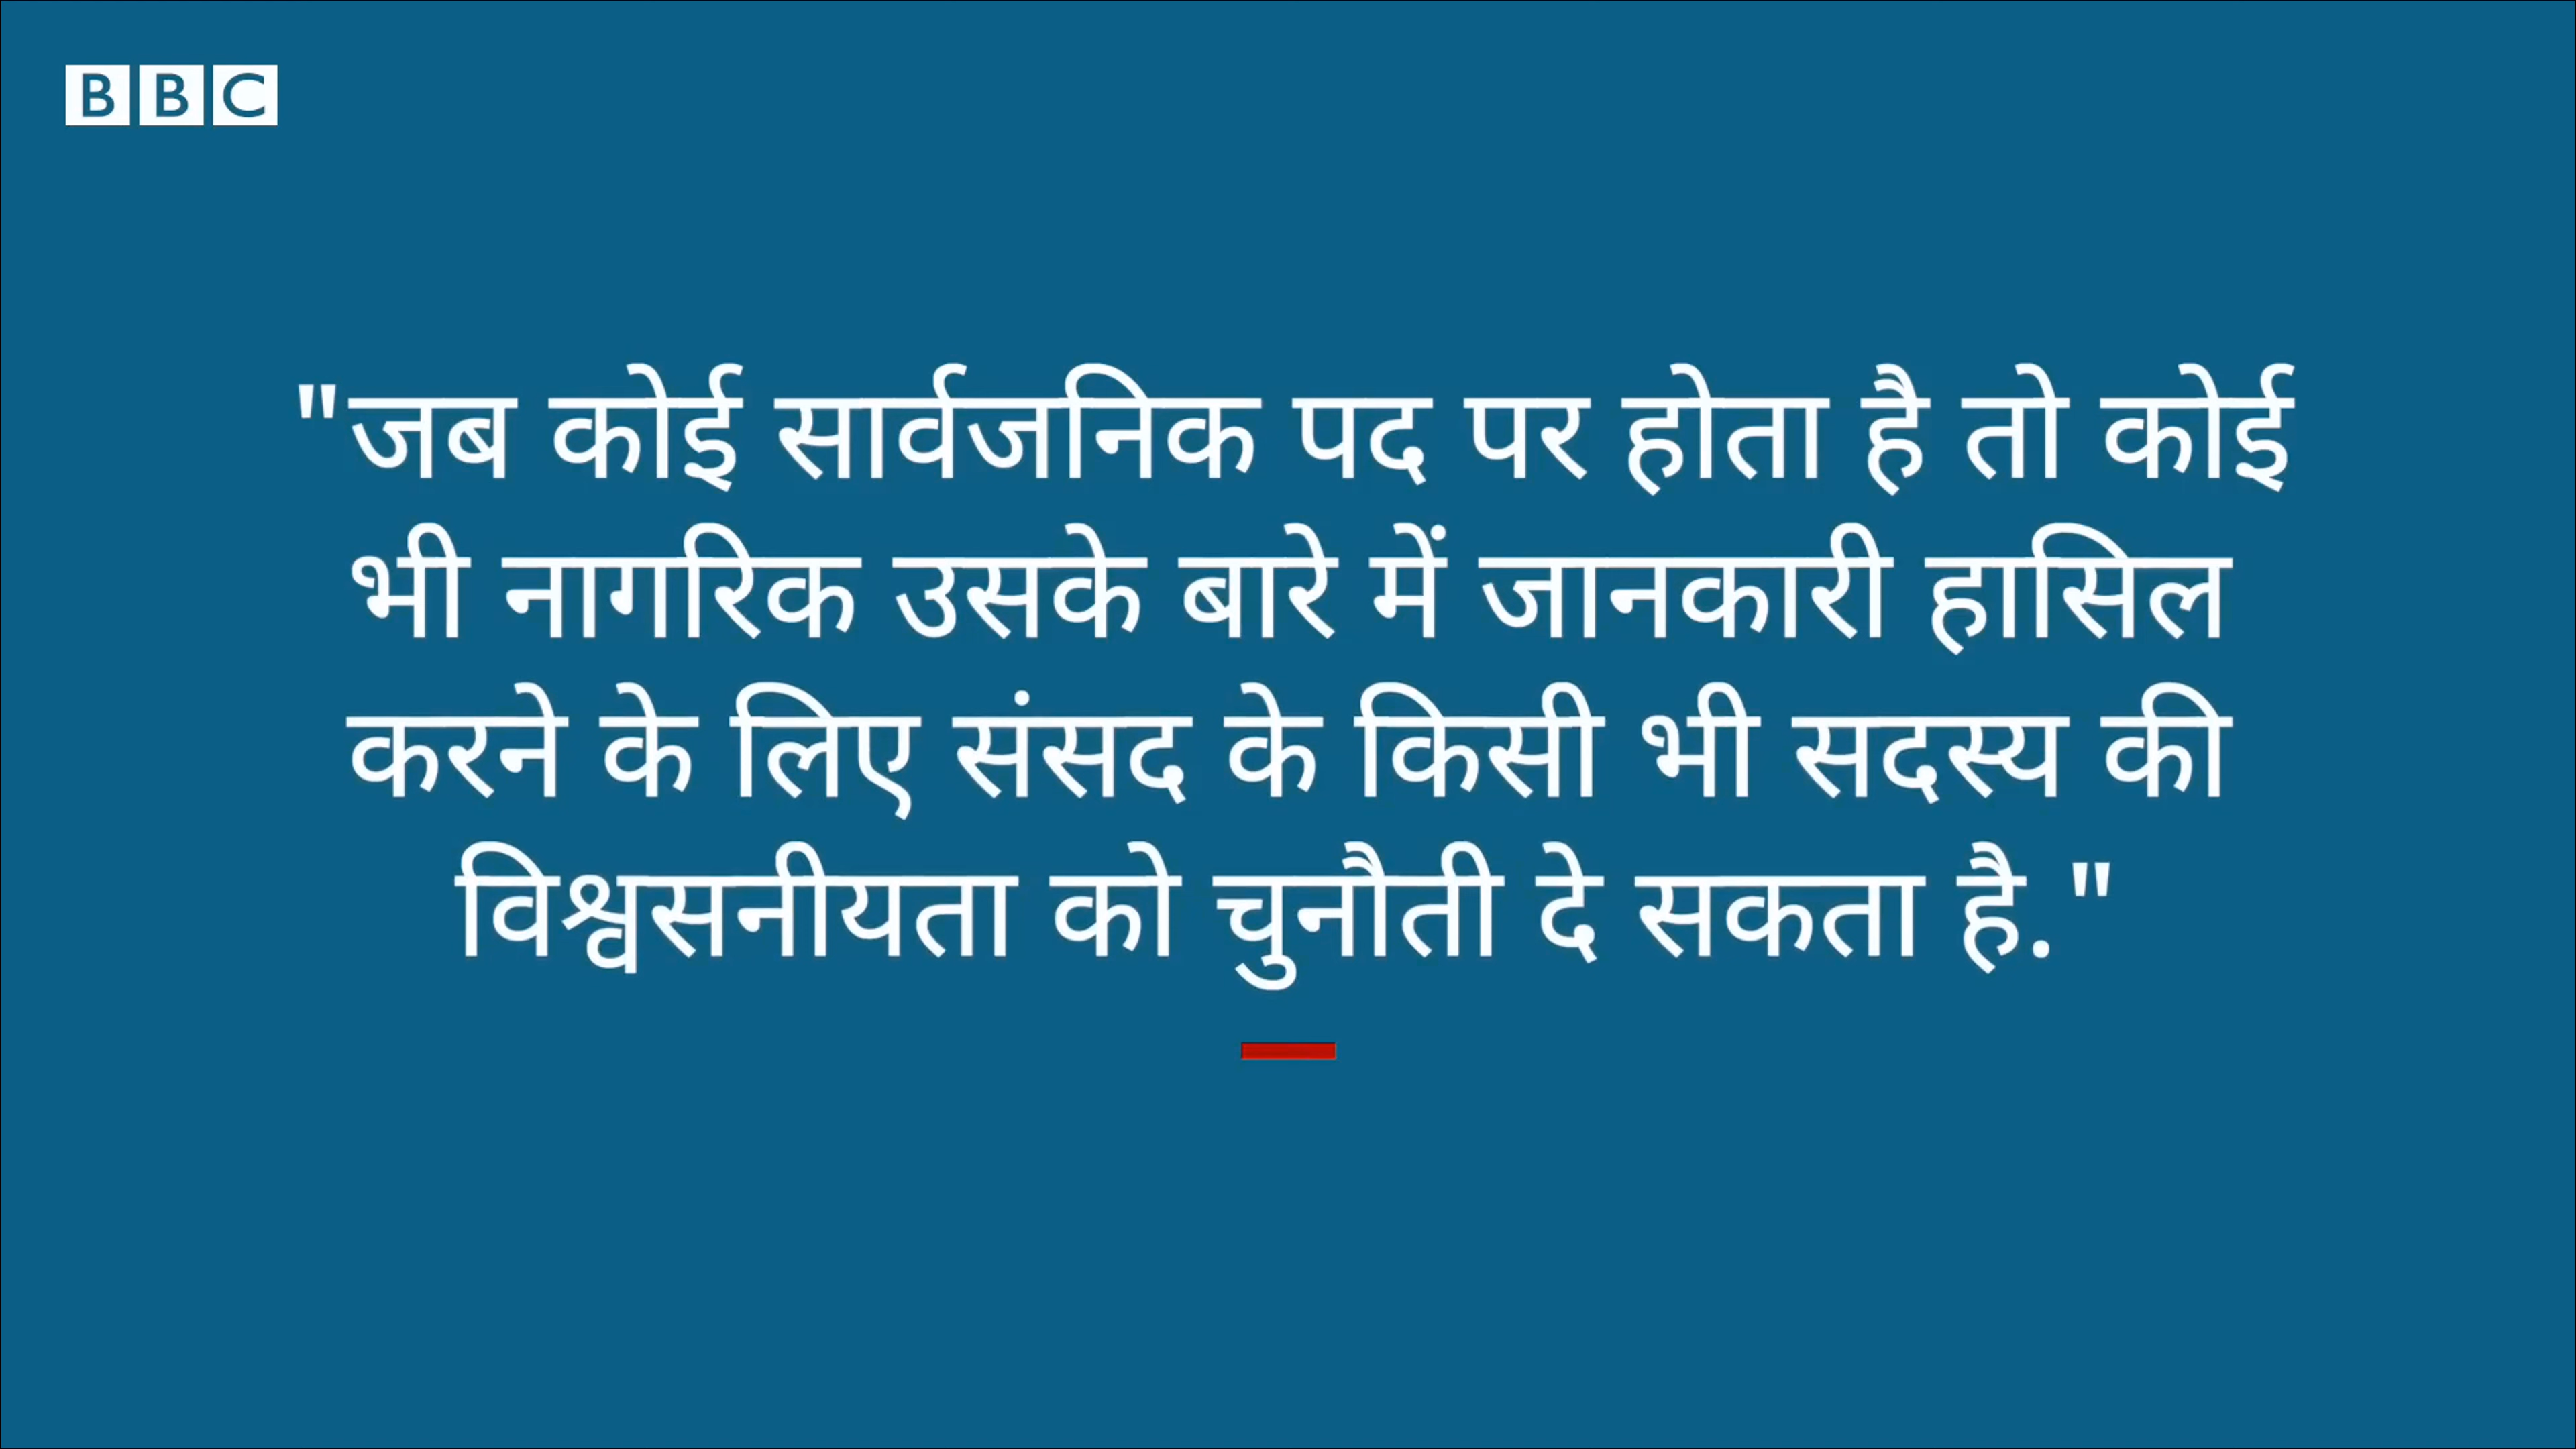 BBC
"जब कोई सार्वजनिक पद पर होता है तो कोई
भी नागरिक उसके बारे में जानकारी हासिल
करने के लिए संसद के किसी भी सदस्य की
विश्वसनीयता को चुनौती दे सकता है."